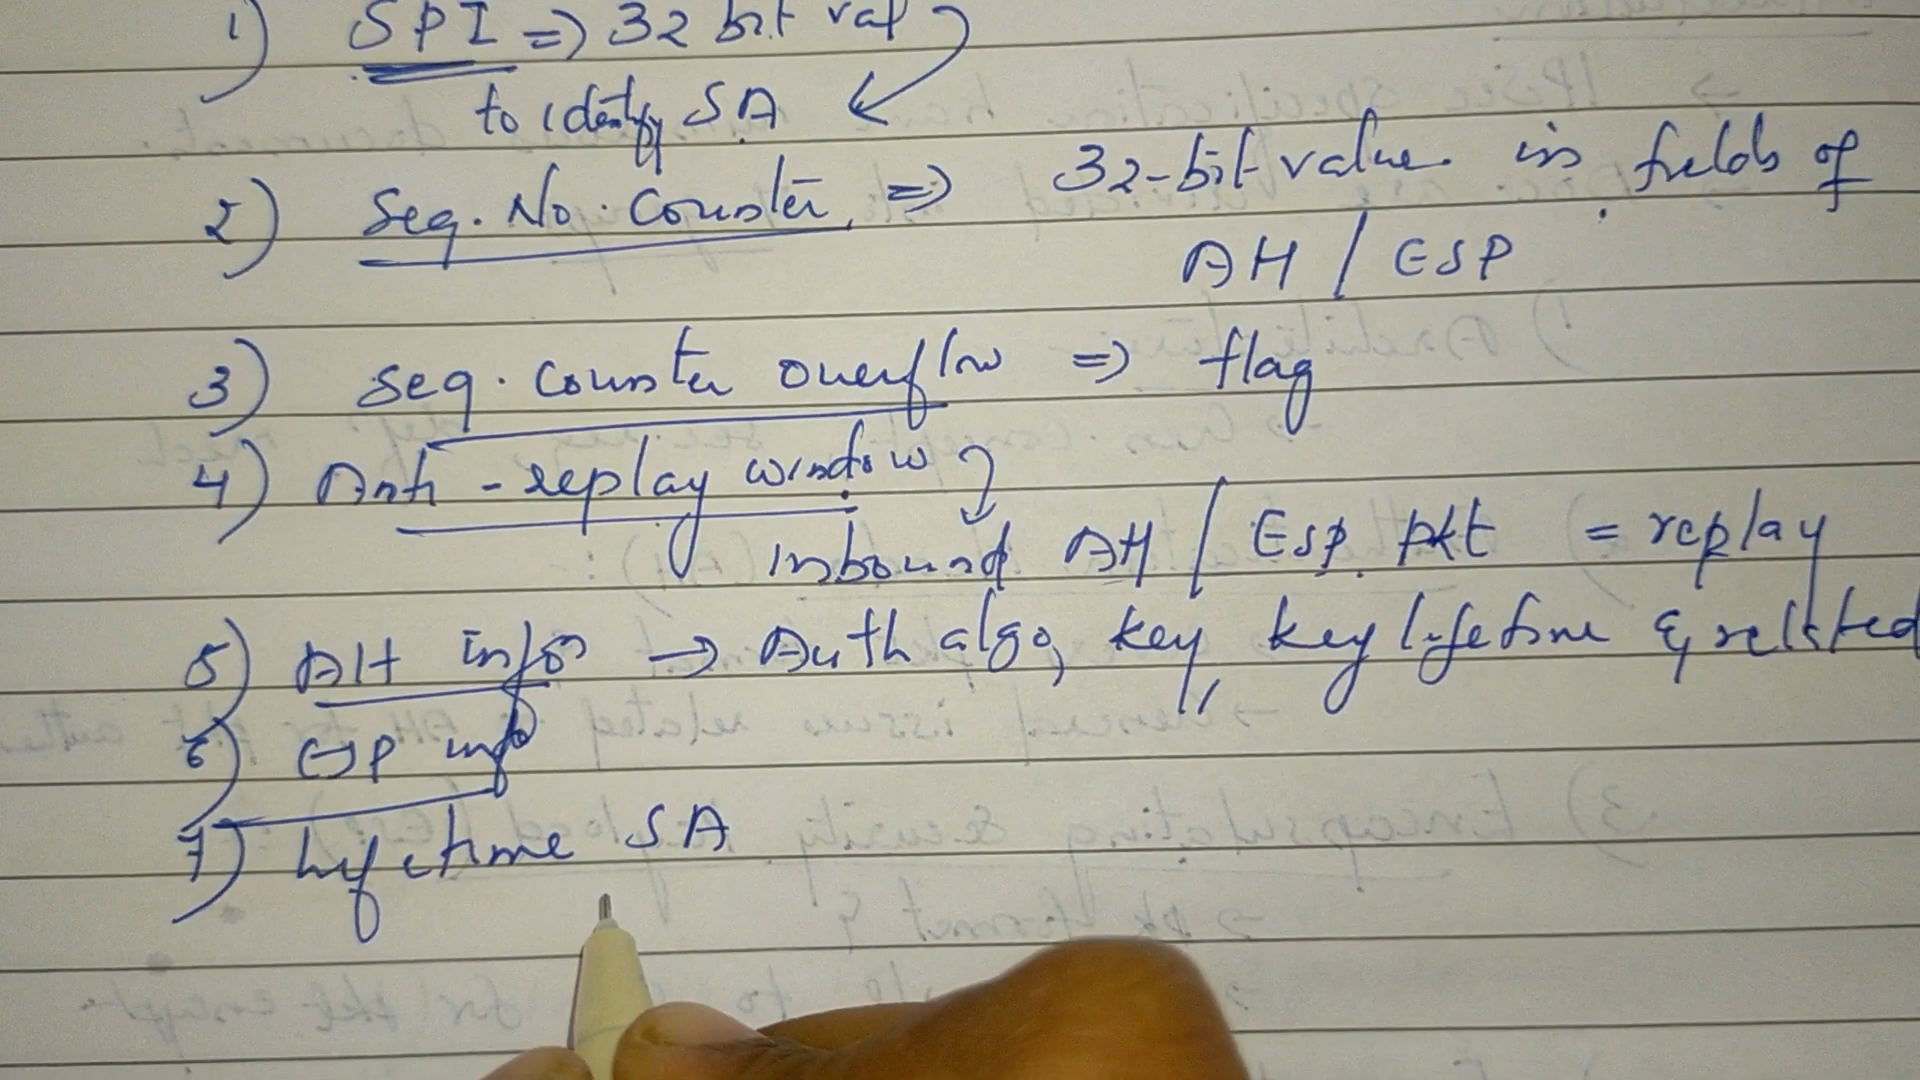 1) SPI => 32 bit val
to identify SA
2) Seq. No. Counter => 32-bit value in fields of
AH / ESP
3) Seq. Counter overflow => flag
4) Anti-replay window
inbound AH / ESP pkt = replay
5) AH info -> Auth algo, key, key lifetime & related
6) ESP info
7) Lifetime SA